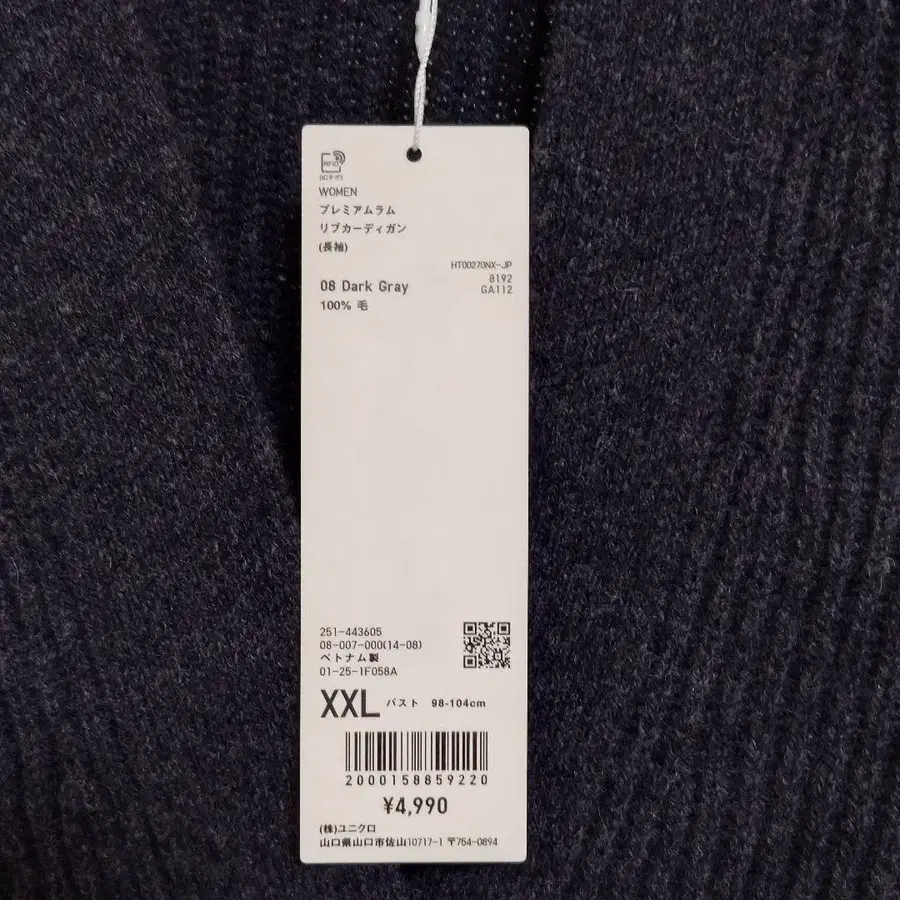 RFID
ICタグ
WOMEN
プレミアムラム
リブカーディガン
(長袖)
HT00270NX-JP
8192
GA112
08 Dark Gray
100% 毛
251-443605
08-007-000(14-08)
ベトナム製
01-25-1F058A
XXL バスト 98-104cm
2000158859220
¥4,990
(株)ユニクロ
山口県山口市佐山10717-1 〒754-0894